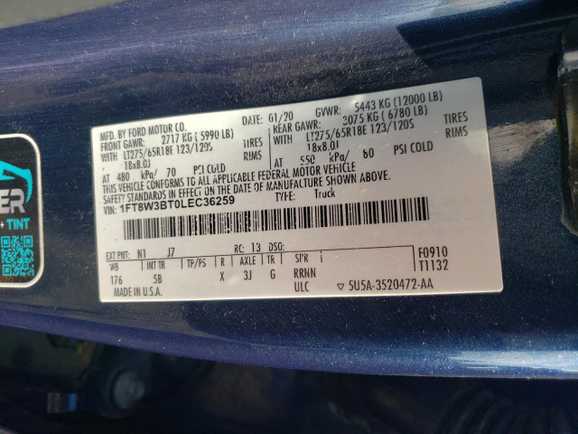 MFD. BY FORD MOTOR CO.
01/20 GVWR: 5443 KG (12000 LB)
FRONT GAWR: 2717 KG ( 5990 LB)
REAR GAWR: 3075 KG ( 6780 LB)
WITH LT275/65R18E 123/120S TIRES
WITH LT275/65R18E 123/120S TIRES
18x8.0J RIMS
18x8.0J RIMS
AT 480 kPa/ 70 PSI COLD
AT 550 kPa/ 80 PSI COLD
THIS VEHICLE CONFORMS TO ALL APPLICABLE FEDERAL MOTOR VEHICLE
SAFETY STANDARDS IN EFFECT ON THE DATE OF MANUFACTURE SHOWN ABOVE.
VIN: 1FT8W3BT0LEC36259 TYPE: Truck
EXT PNT: N1 J7 RC: 13 DSO: F0910
WB INT TR TP/PS R AXLE TR SPR T1132
176 SB X 3J G RRNN
MADE IN U.S.A. ULC 5U5A-3520472-AA
ER
+ TINT